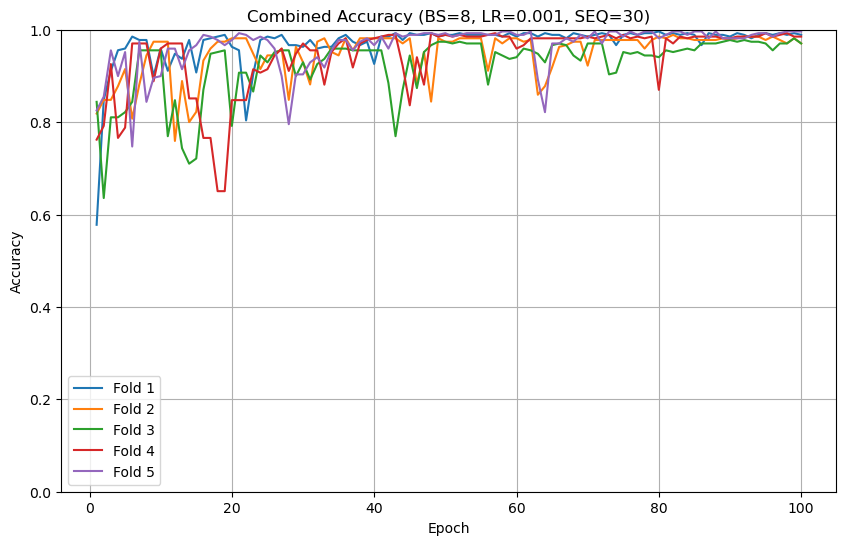 Combined Accuracy (BS=8, LR=0.001, SEQ=30)
1.0
0.8
0.6
0.4
0.2
0.0
Accuracy
Fold 1
Fold 2
Fold 3
Fold 4
Fold 5
0 20 40 60 80 100
Epoch